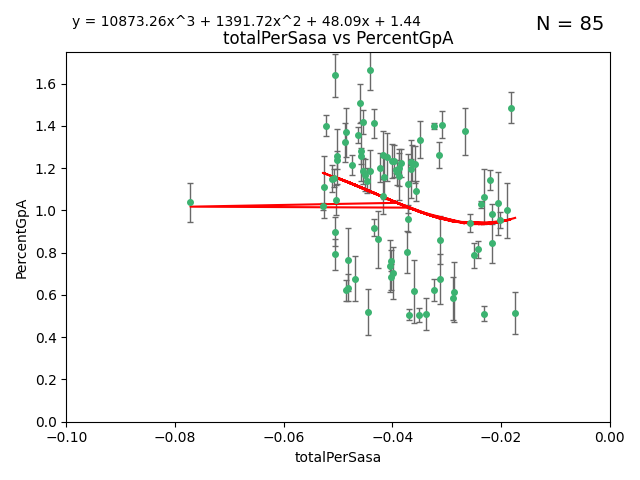 y = 10873.26x^3 + 1391.72x^2 + 48.09x + 1.44
N = 85
totalPerSasa vs PercentGpA
PercentGpA
1.6
1.4
1.2
1.0
0.8
0.6
0.4
0.2
0.0
−0.10 −0.08 −0.06 −0.04 −0.02 0.00
totalPerSasa